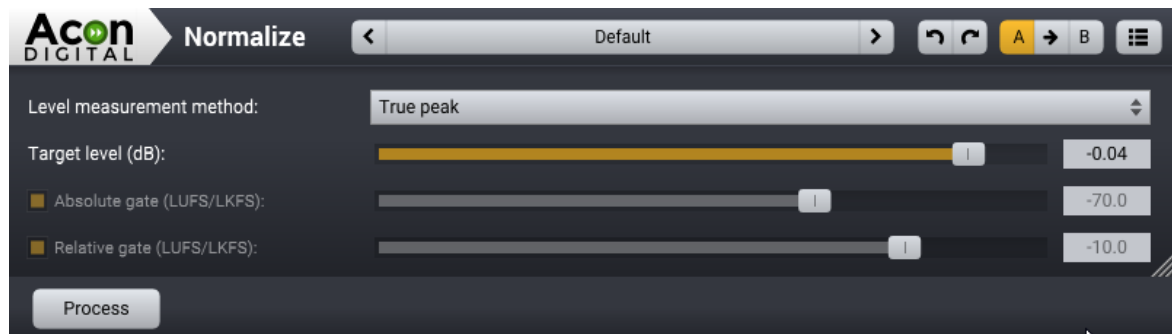 Acon DIGITAL Normalize Default A B
Level measurement method: True peak
Target level (dB): -0.04
Absolute gate (LUFS/LKFS): -70.0
Relative gate (LUFS/LKFS): -10.0
Process